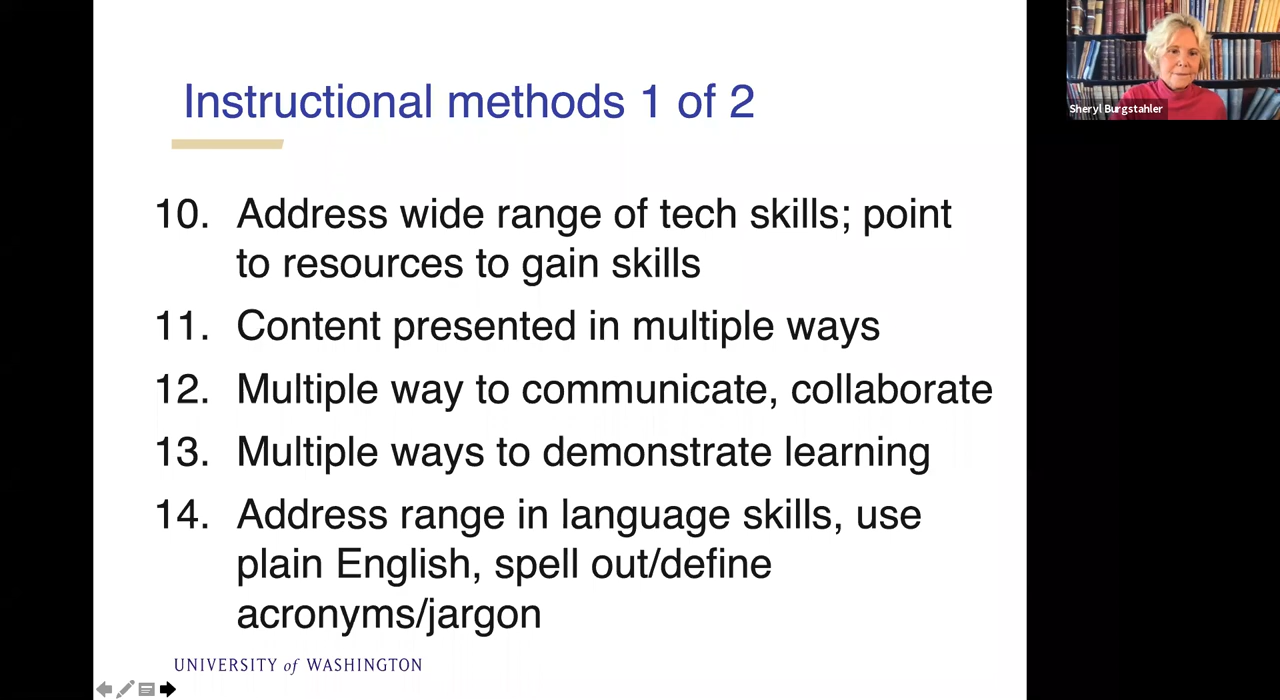 Instructional methods 1 of 2
Sheryl Burgstahler
10. Address wide range of tech skills; point
to resources to gain skills
11. Content presented in multiple ways
12. Multiple way to communicate, collaborate
13. Multiple ways to demonstrate learning
14. Address range in language skills, use
plain English, spell out/define
acronyms/jargon
UNIVERSITY of WASHINGTON